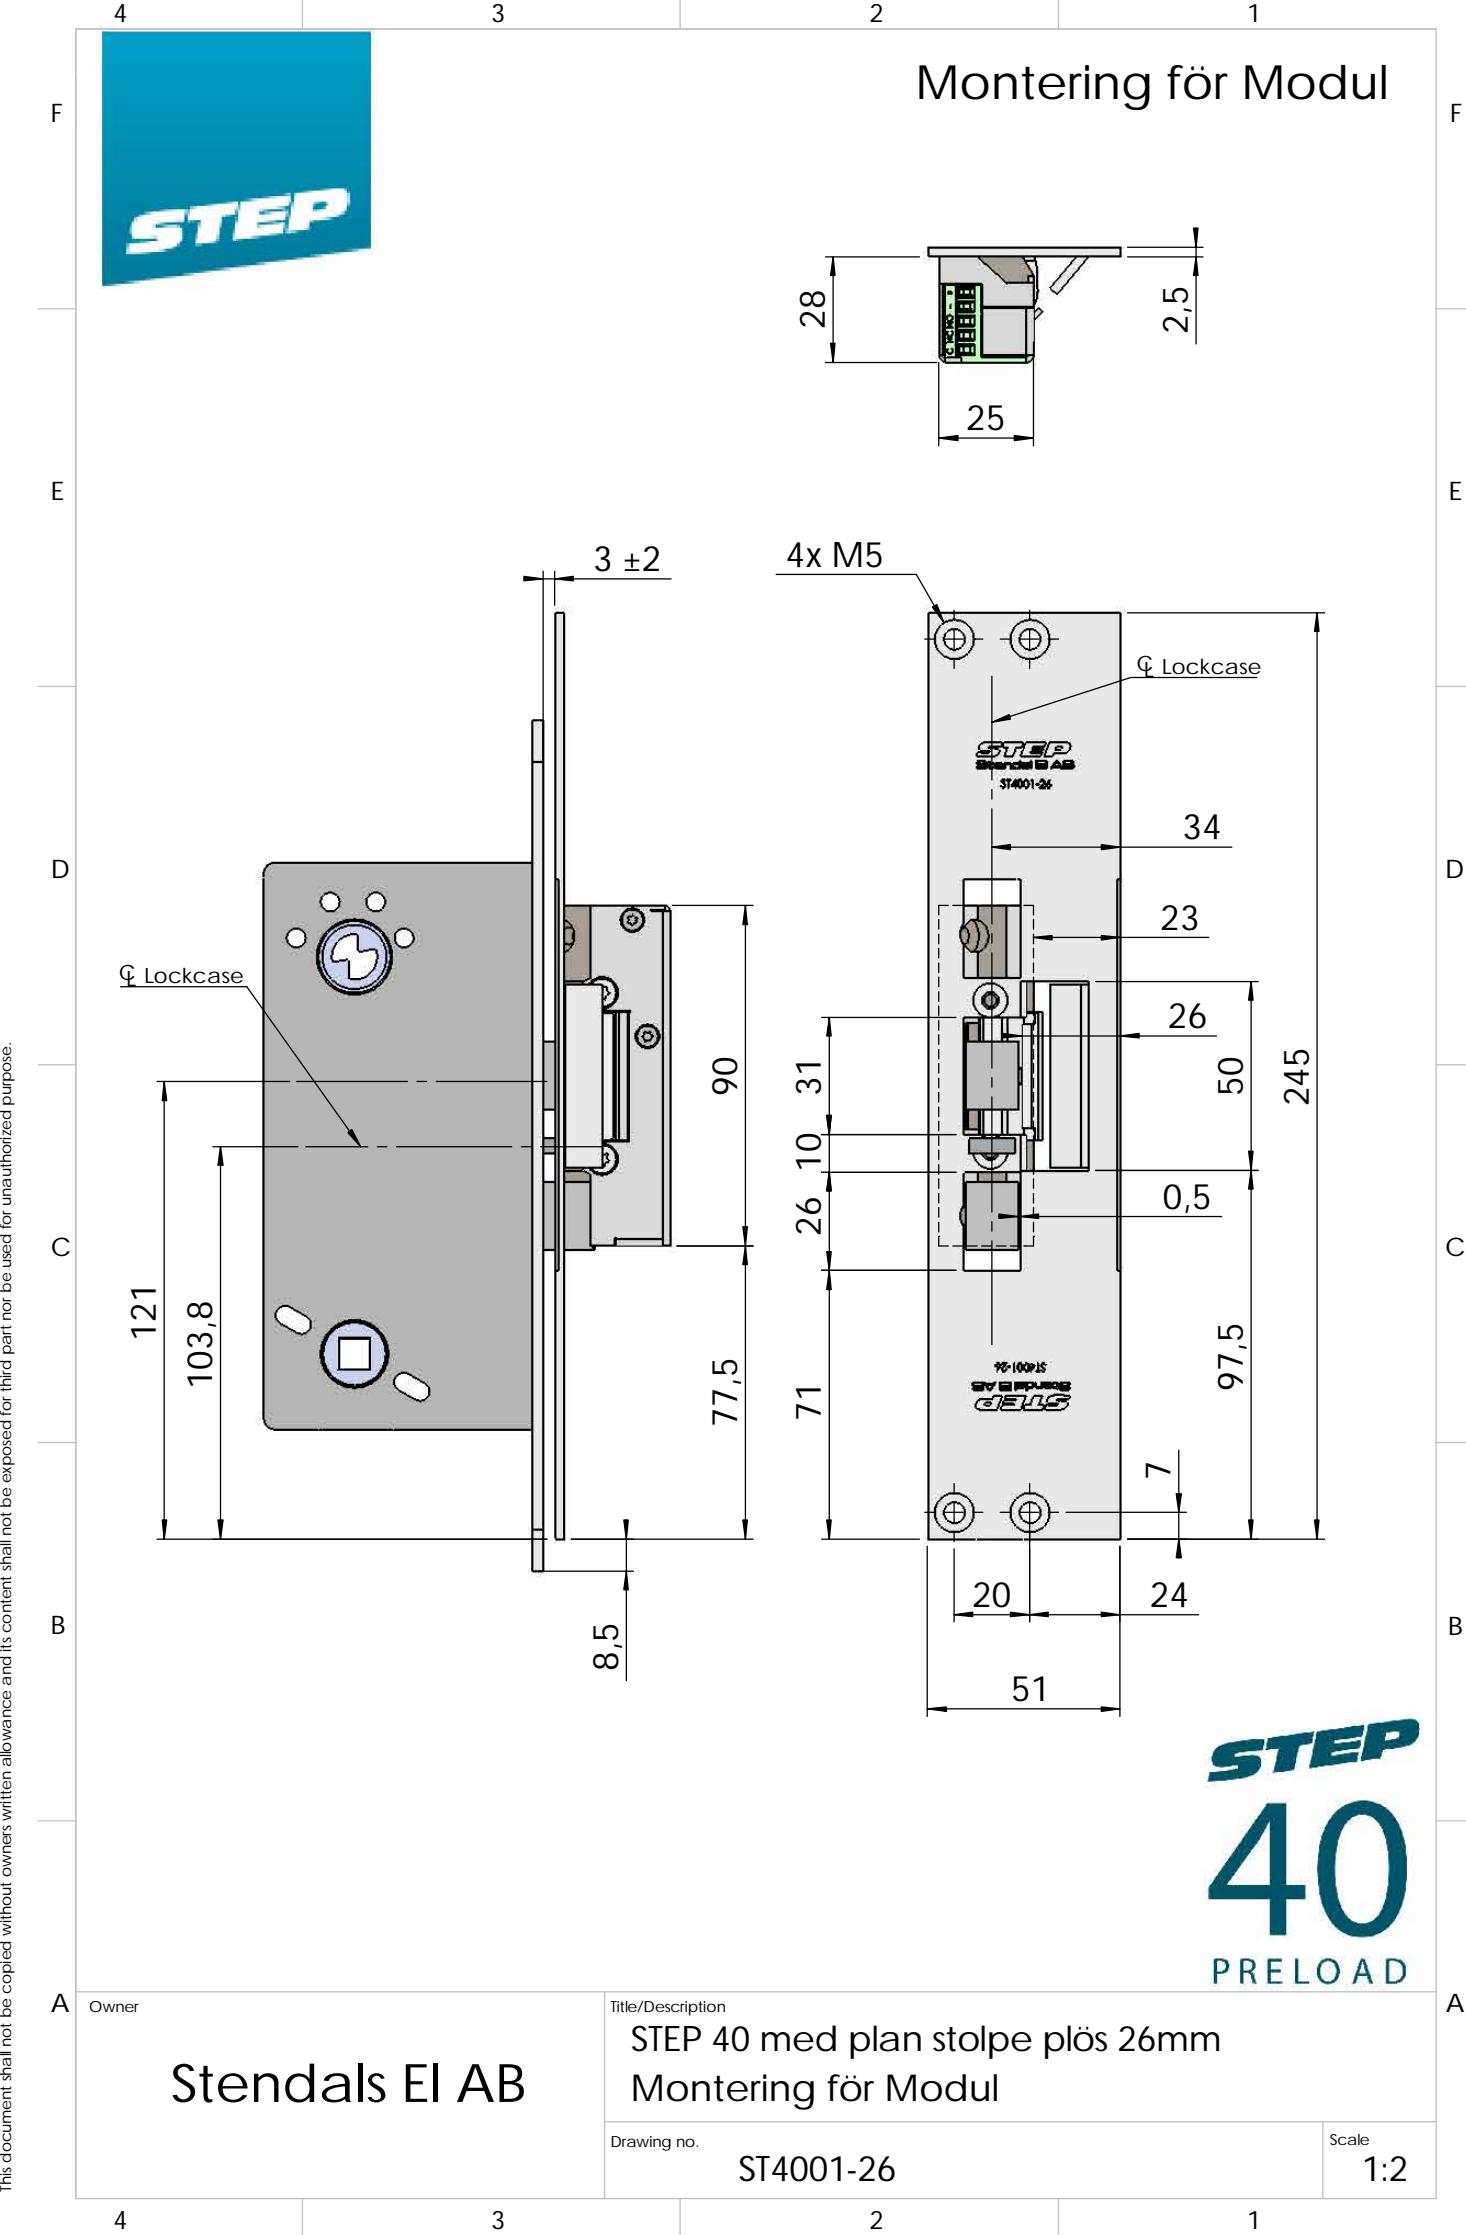 4 3 2 1
Montering för Modul
F F
STEP
28
2,5
C NC NO - +
25
E E
3 ±2
4x M5
℄ Lockcase
STEP
Stendals El AB
ST4001-26
34
D D
23
℄ Lockcase
26
90
31
50
245
10
0,5
26
C C
121
103,8
77,5
71
97,5
ST4001-26
Stendals El AB
STEP
7
20 24
B B
8,5
51
STEP
40
PRELOAD
A A
Owner
Stendals El AB
Title/Description
STEP 40 med plan stolpe plös 26mm
Montering för Modul
Drawing no.
ST4001-26
Scale
1:2
4 3 2 1
This document shall not be copied without owners written allowance and its content shall not be exposed for third part nor be used for unauthorized purpose.